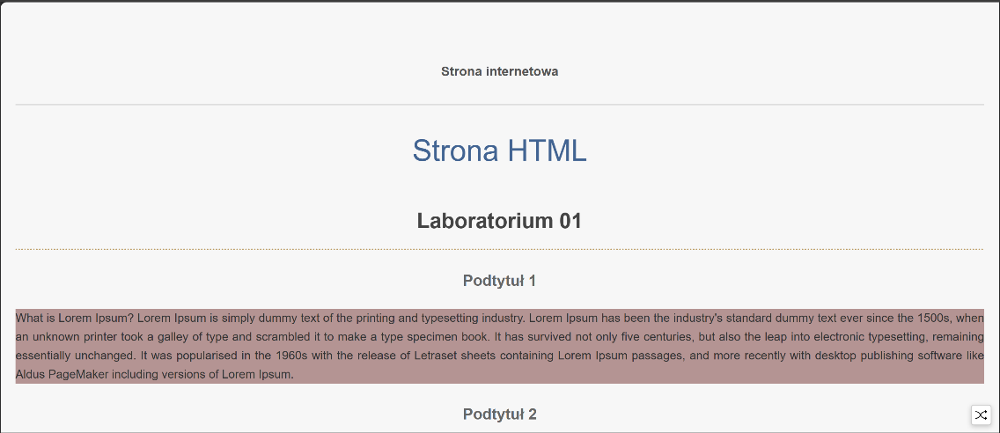 Strona internetowa
Strona HTML
Laboratorium 01
Podtytuł 1
What is Lorem Ipsum? Lorem Ipsum is simply dummy text of the printing and typesetting industry. Lorem Ipsum has been the industry's standard dummy text ever since the 1500s, when
an unknown printer took a galley of type and scrambled it to make a type specimen book. It has survived not only five centuries, but also the leap into electronic typesetting, remaining
essentially unchanged. It was popularised in the 1960s with the release of Letraset sheets containing Lorem Ipsum passages, and more recently with desktop publishing software like
Aldus PageMaker including versions of Lorem Ipsum.
Podtytuł 2